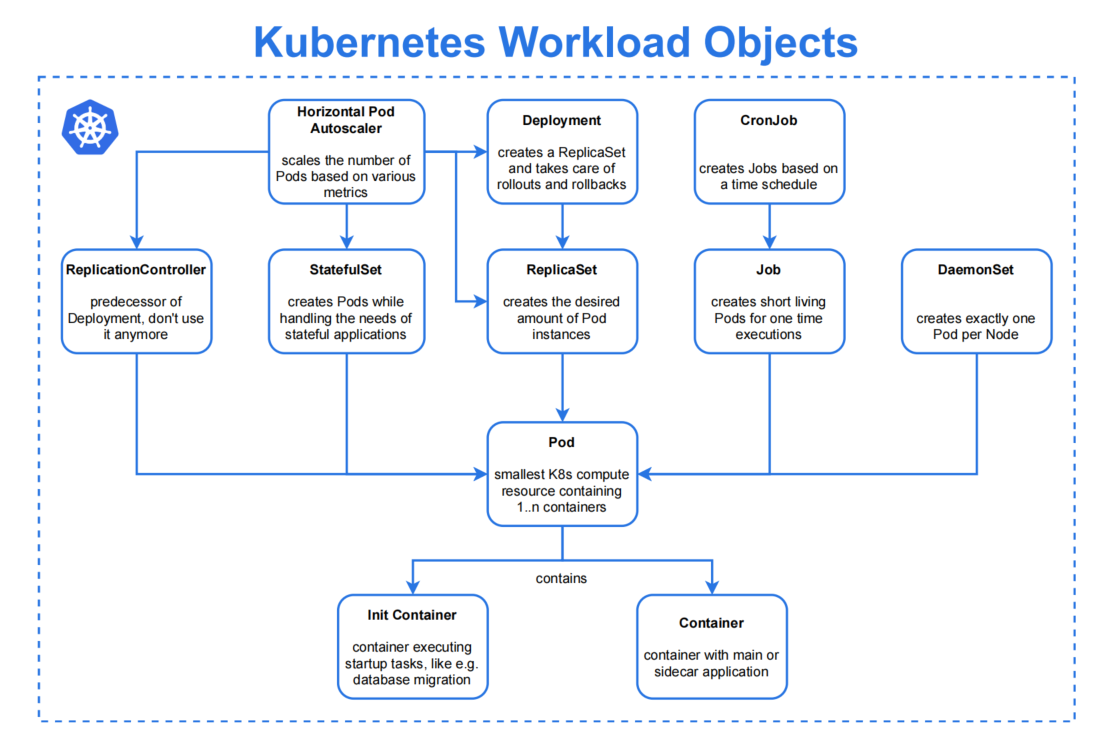 Kubernetes Workload Objects
Horizontal Pod
Autoscaler
scales the number of
Pods based on various
metrics
Deployment
creates a ReplicaSet
and takes care of
rollouts and rollbacks
CronJob
creates Jobs based on
a time schedule
ReplicationController
predecessor of
Deployment, don't use
it anymore
StatefulSet
creates Pods while
handling the needs of
stateful applications
ReplicaSet
creates the desired
amount of Pod
instances
Job
creates short living
Pods for one time
executions
DaemonSet
creates exactly one
Pod per Node
Pod
smallest K8s compute
resource containing
1..n containers
contains
Init Container
container executing
startup tasks, like e.g.
database migration
Container
container with main or
sidecar application